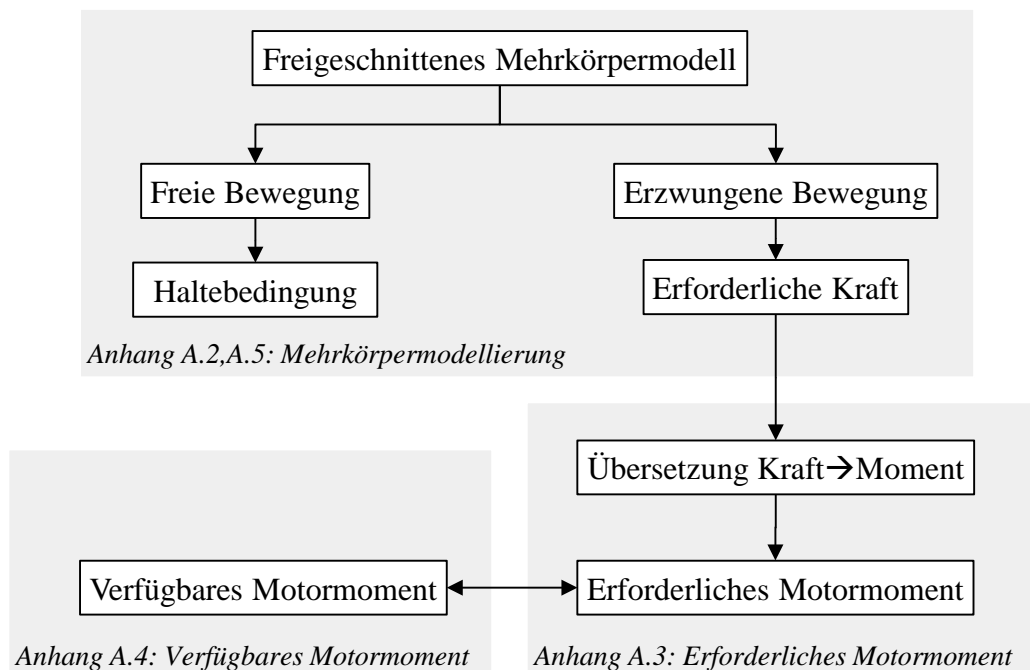 Freigeschnittenes Mehrkörpermodell
Freie Bewegung
Erzwungene Bewegung
Haltebedingung
Erforderliche Kraft
Anhang A.2,A.5: Mehrkörpermodellierung
Übersetzung Kraft→Moment
Verfügbares Motormoment
Erforderliches Motormoment
Anhang A.4: Verfügbares Motormoment
Anhang A.3: Erforderliches Motormoment